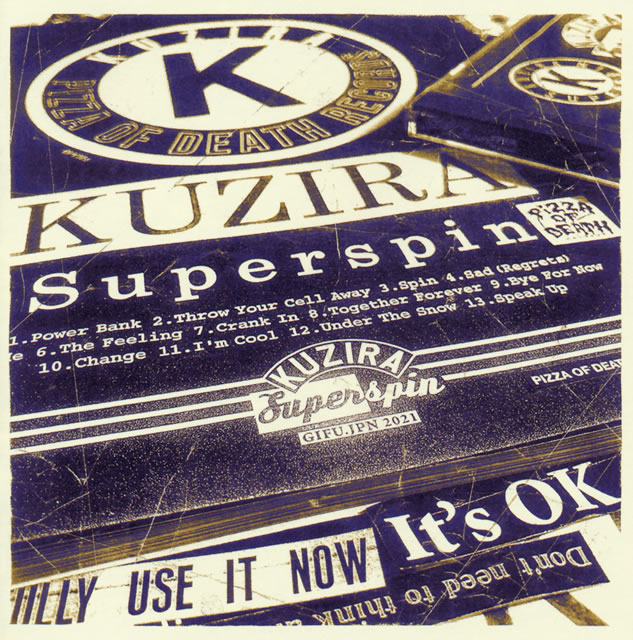 KUZIRA
K
PIZZA OF DEATH RECORDS
K
KUZIRA
PIZZA
OF
DEATH
Superspin
1.Power Bank 2.Throw Your Cell Away 3.Spin 4.Sad (Regrets)
6.The Feeling 7.Crank In 8.Together Forever 9.Bye For Now
10.Change 11.I'm Cool 12.Under The Snow 13.Speak Up
KUZIRA
Superspin
GIFU.JPN 2021
PIZZA OF DEA
It's OK
USE IT NOW
Don't need to think